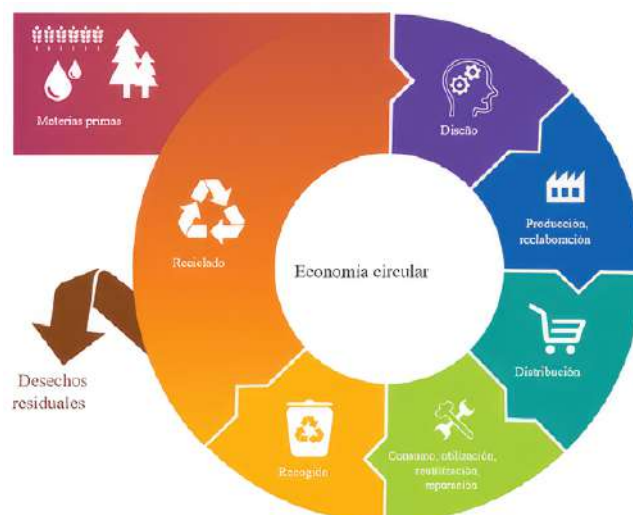 Materias primas
Diseño
Producción,
reelaboración
Distribución
Consumo, utilización,
reutilización,
reparación
Recogida
Reciclado
Desechos
residuales
Economía circular